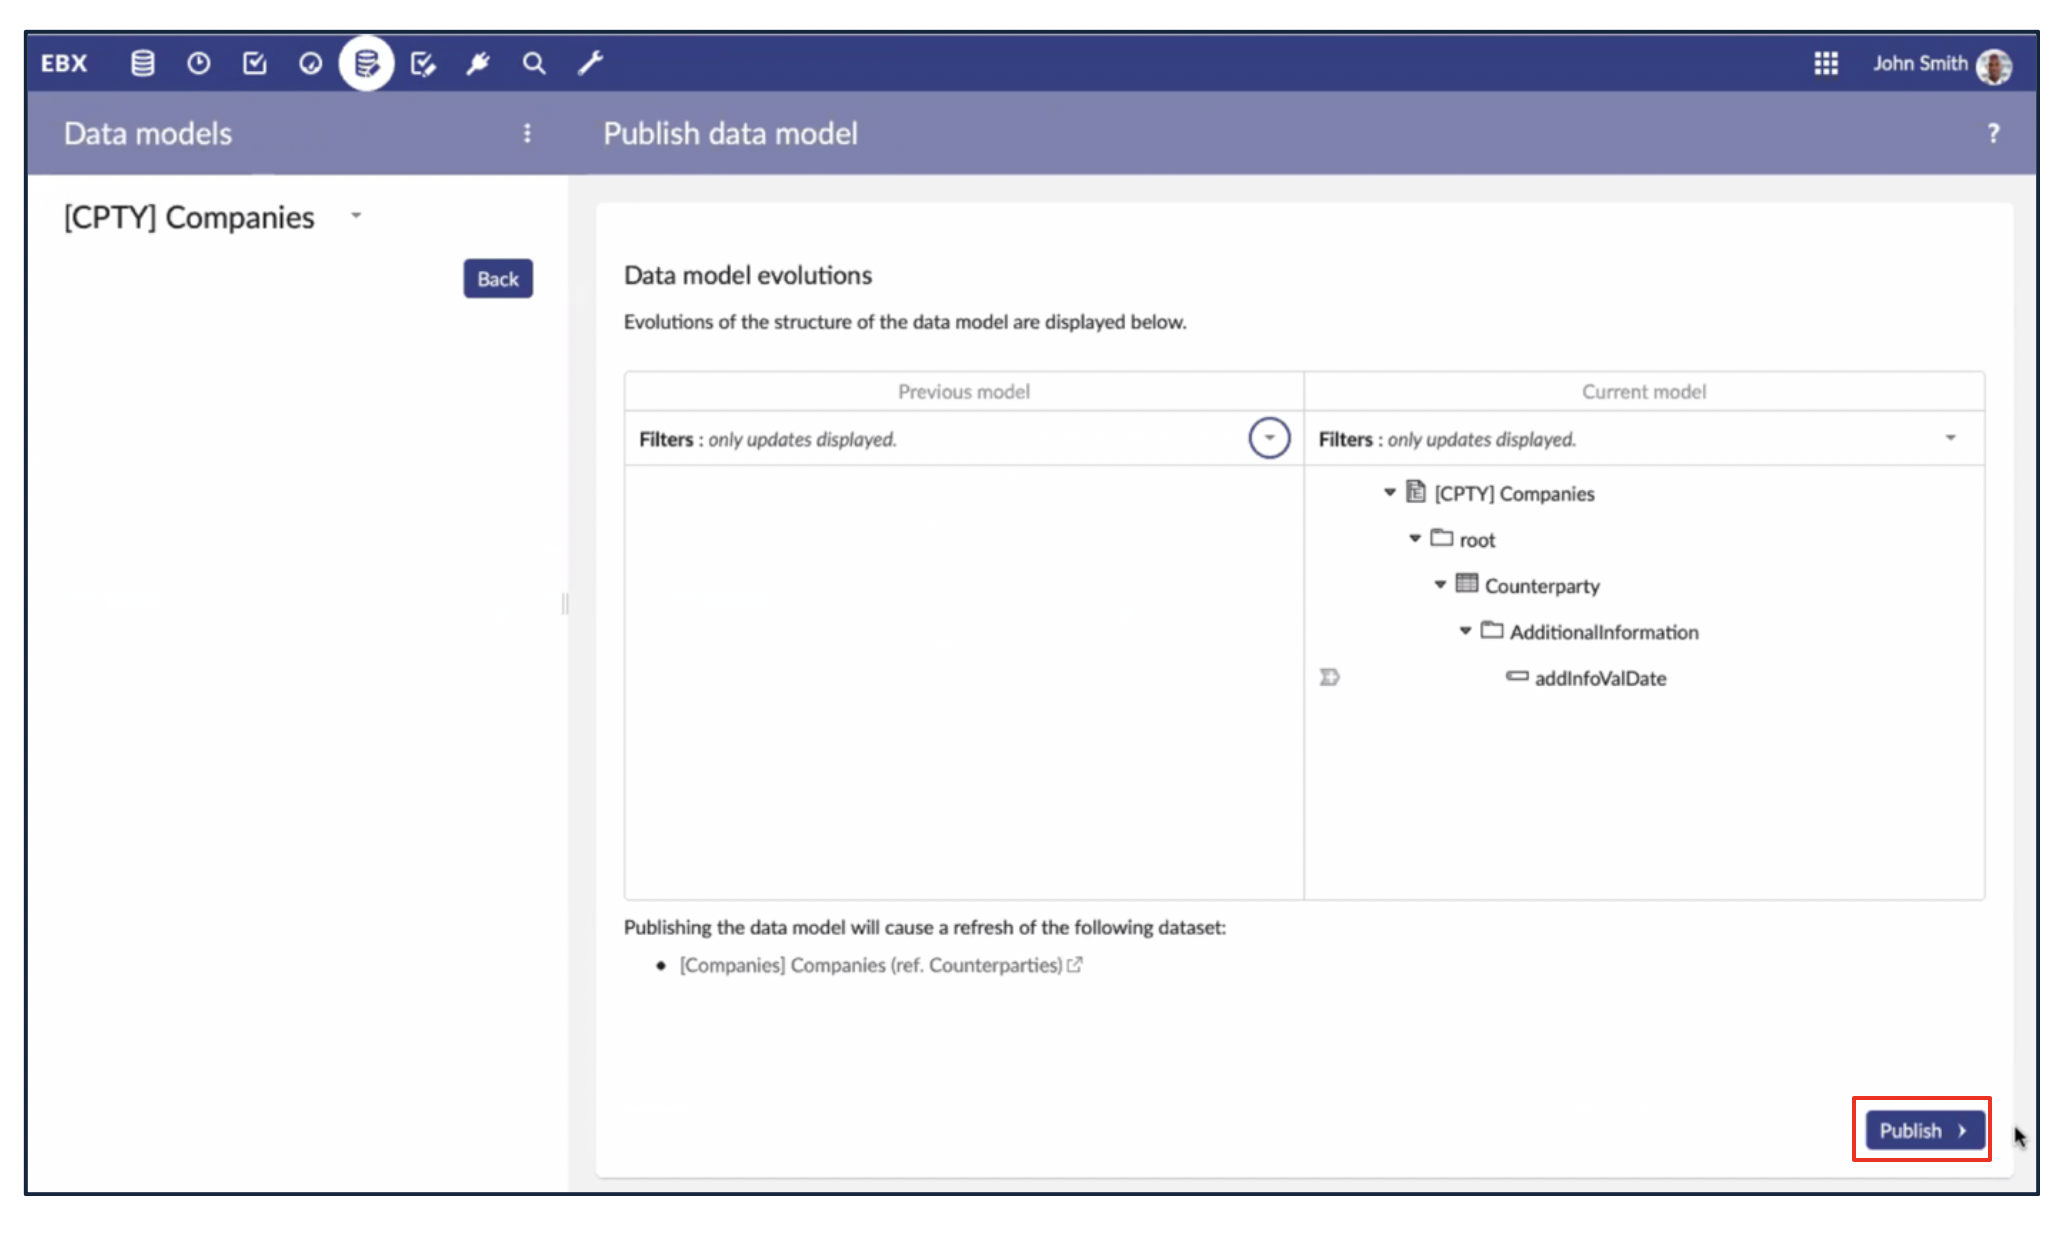 EBX
John Smith
Data models
Publish data model
?
[CPTY] Companies
Back
Data model evolutions
Evolutions of the structure of the data model are displayed below.
Previous model
Current model
Filters : only updates displayed.
Filters : only updates displayed.
[CPTY] Companies
root
Counterparty
AdditionalInformation
addInfoValDate
Publishing the data model will cause a refresh of the following dataset:
[Companies] Companies (ref. Counterparties)
Publish